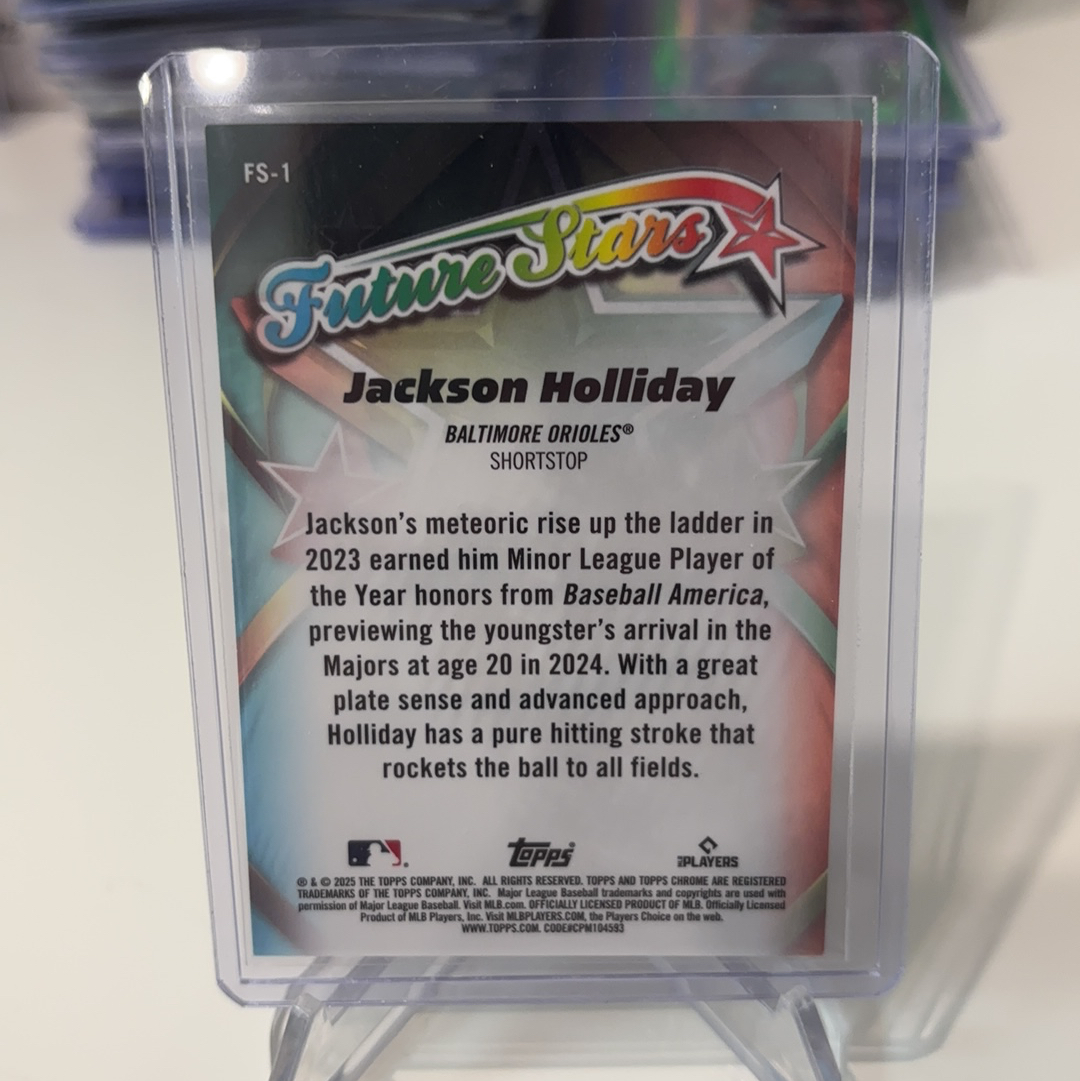 FS-1
Future Stars
Jackson Holliday
BALTIMORE ORIOLES®
SHORTSTOP
Jackson's meteoric rise up the ladder in
2023 earned him Minor League Player of
the Year honors from Baseball America,
previewing the youngster's arrival in the
Majors at age 20 in 2024. With a great
plate sense and advanced approach,
Holliday has a pure hitting stroke that
rockets the ball to all fields.
topps PLAYERS
® & © 2025 THE TOPPS COMPANY, INC. ALL RIGHTS RESERVED. TOPPS AND TOPPS CHROME ARE REGISTERED
TRADEMARKS OF THE TOPPS COMPANY, INC. Major League Baseball trademarks and copyrights are used with
permission of Major League Baseball. Visit MLB.com. OFFICIALLY LICENSED PRODUCT OF MLB. Officially Licensed
Product of MLB Players, Inc. Visit MLBPLAYERS.COM, the Players Choice on the web.
WWW.TOPPS.COM. CODE#CPM104593